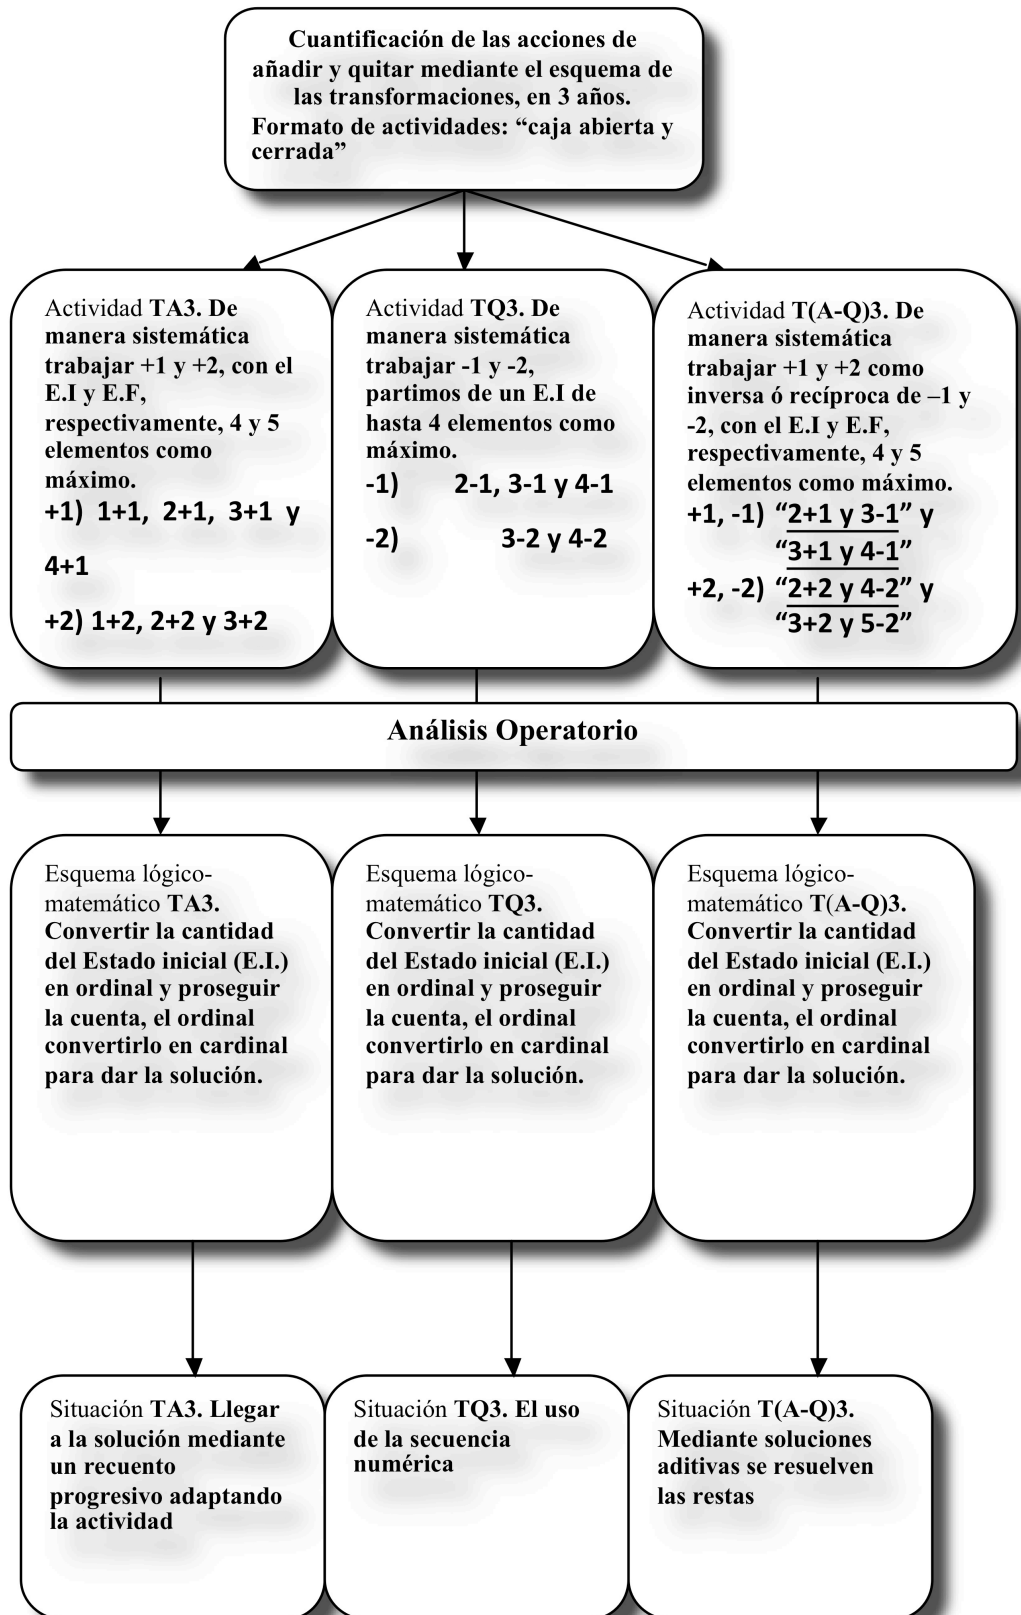 Cuantificación de las acciones de
añadir y quitar mediante el esquema de
las transformaciones, en 3 años.
Formato de actividades: “caja abierta y
cerrada”
Actividad TA3. De
manera sistemática
trabajar +1 y +2, con el
E.I y E.F,
respectivamente, 4 y 5
elementos como
máximo.
+1) 1+1, 2+1, 3+1 y
4+1
+2) 1+2, 2+2 y 3+2
Actividad TQ3. De
manera sistemática
trabajar -1 y -2,
partimos de un E.I de
hasta 4 elementos como
máximo.
-1) 2-1, 3-1 y 4-1
-2) 3-2 y 4-2
Actividad T(A-Q)3. De
manera sistemática
trabajar +1 y +2 como
inversa ó recíproca de –1 y
-2, con el E.I y E.F,
respectivamente, 4 y 5
elementos como máximo.
+1, -1) “2+1 y 3-1” y
“3+1 y 4-1”
+2, -2) “2+2 y 4-2” y
“3+2 y 5-2”
Análisis Operatorio
Esquema lógico-
matemático TA3.
Convertir la cantidad
del Estado inicial (E.I.)
en ordinal y proseguir
la cuenta, el ordinal
convertirlo en cardinal
para dar la solución.
Esquema lógico-
matemático TQ3.
Convertir la cantidad
del Estado inicial (E.I.)
en ordinal y proseguir
la cuenta, el ordinal
convertirlo en cardinal
para dar la solución.
Esquema lógico-
matemático T(A-Q)3.
Convertir la cantidad
del Estado inicial (E.I.)
en ordinal y proseguir
la cuenta, el ordinal
convertirlo en cardinal
para dar la solución.
Situación TA3. Llegar
a la solución mediante
un recuento
progresivo adaptando
la actividad
Situación TQ3. El uso
de la secuencia
numérica
Situación T(A-Q)3.
Mediante soluciones
aditivas se resuelven
las restas